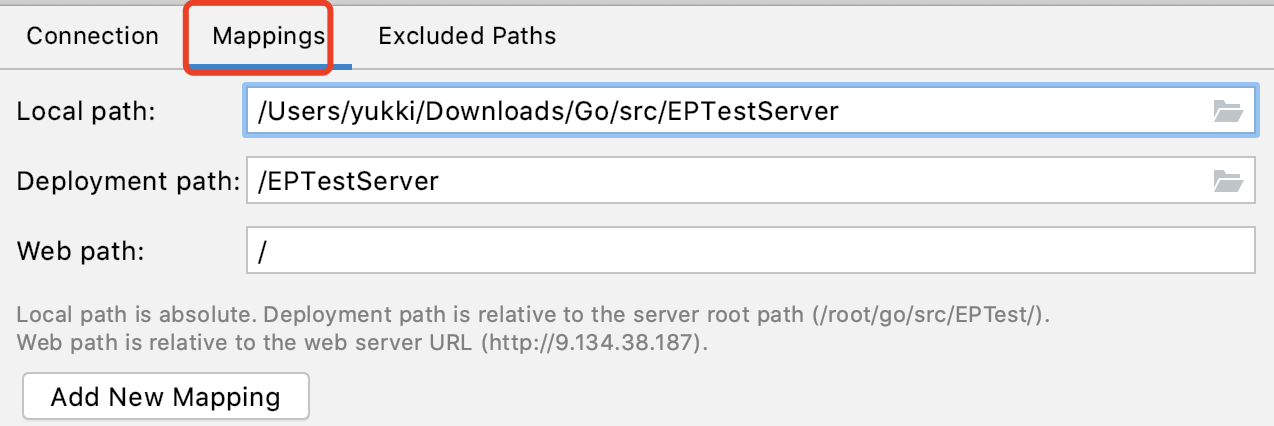 Connection Mappings Excluded Paths
Local path: /Users/yukki/Downloads/Go/src/EPTestServer
Deployment path: /EPTestServer
Web path: /
Local path is absolute. Deployment path is relative to the server root path (/root/go/src/EPTest/).
Web path is relative to the web server URL (http://9.134.38.187).
Add New Mapping